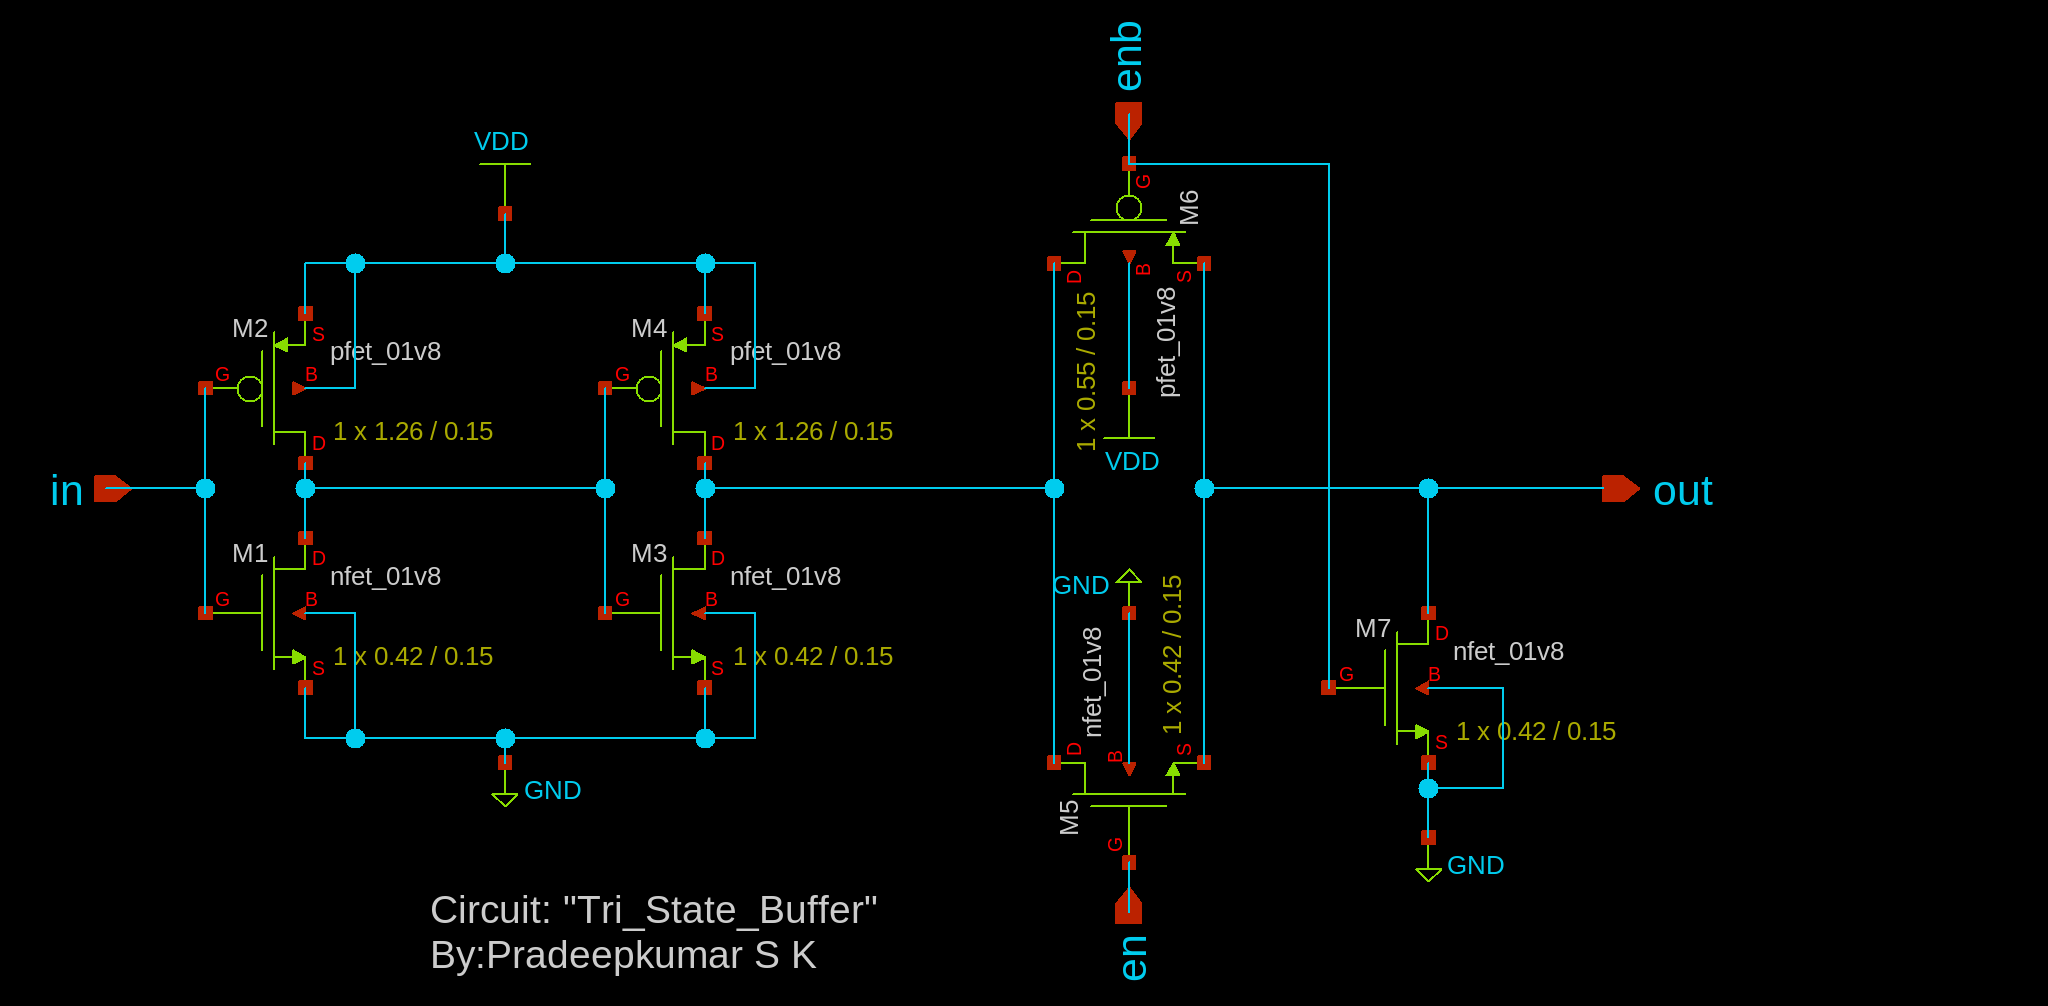 enb
VDD
G
M6
D
B
S
M2
S
pfet_01v8
G
B
1 x 1.26 / 0.15
D
M4
S
pfet_01v8
G
B
1 x 1.26 / 0.15
D
1 x 0.55 / 0.15
pfet_01v8
VDD
in
out
M1
D
nfet_01v8
G
B
1 x 0.42 / 0.15
S
M3
D
nfet_01v8
G
B
1 x 0.42 / 0.15
S
GND
GND
nfet_01v8
1 x 0.42 / 0.15
D
B
S
M5
G
en
M7
D
nfet_01v8
G
B
1 x 0.42 / 0.15
S
GND
Circuit: "Tri_State_Buffer"
By:Pradeepkumar S K